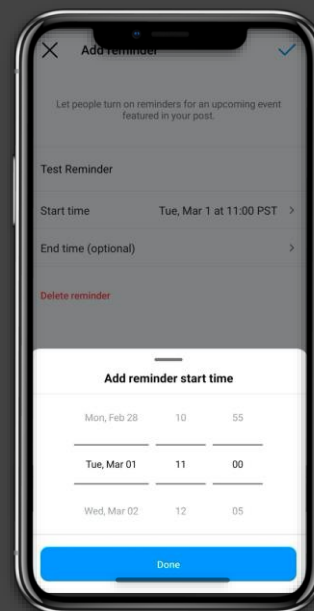 Add reminder
Let people turn on reminders for an upcoming event
featured in your post.
Test Reminder
Start time Tue, Mar 1 at 11:00 PST >
End time (optional) >
Delete reminder
Add reminder start time
Mon, Feb 28 10 55
Tue, Mar 01 11 00
Wed, Mar 02 12 05
Done